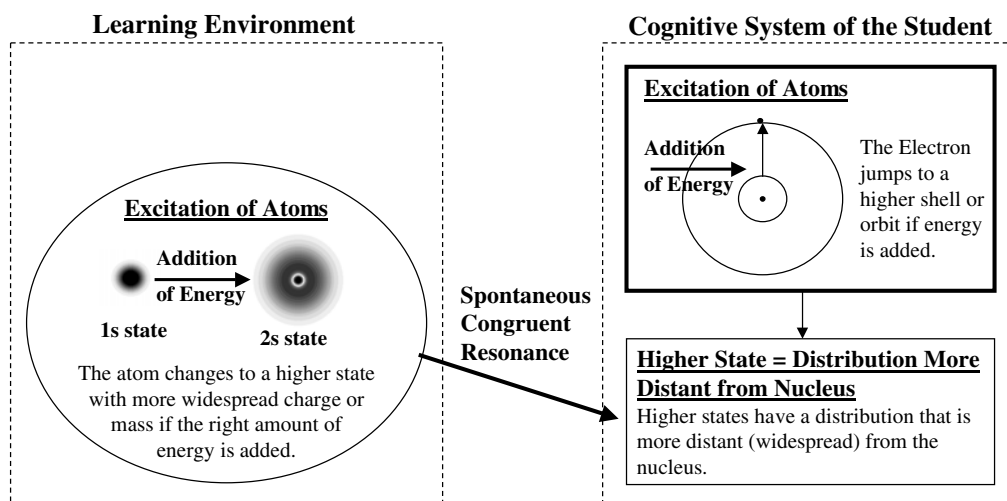 Learning Environment
Excitation of Atoms
Addition
of Energy
1s state
2s state
The atom changes to a higher state
with more widespread charge or
mass if the right amount of
energy is added.
Spontaneous
Congruent
Resonance
Cognitive System of the Student
Excitation of Atoms
Addition
of Energy
The Electron
jumps to a
higher shell or
orbit if energy
is added.
Higher State = Distribution More
Distant from Nucleus
Higher states have a distribution that is
more distant (widespread) from the
nucleus.